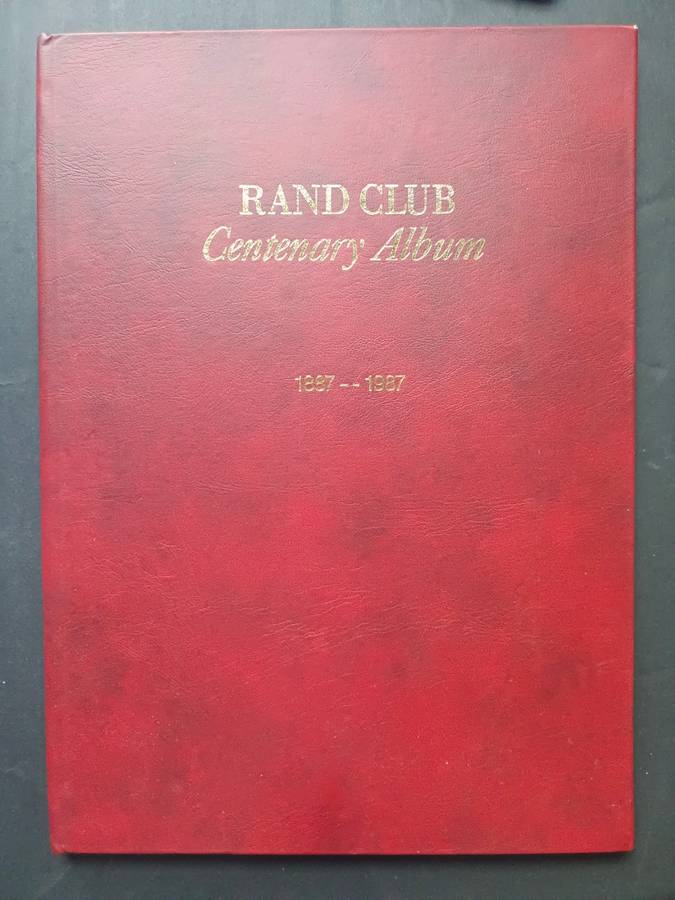 RAND CLUB
Centenary Album
1887 -- 1987